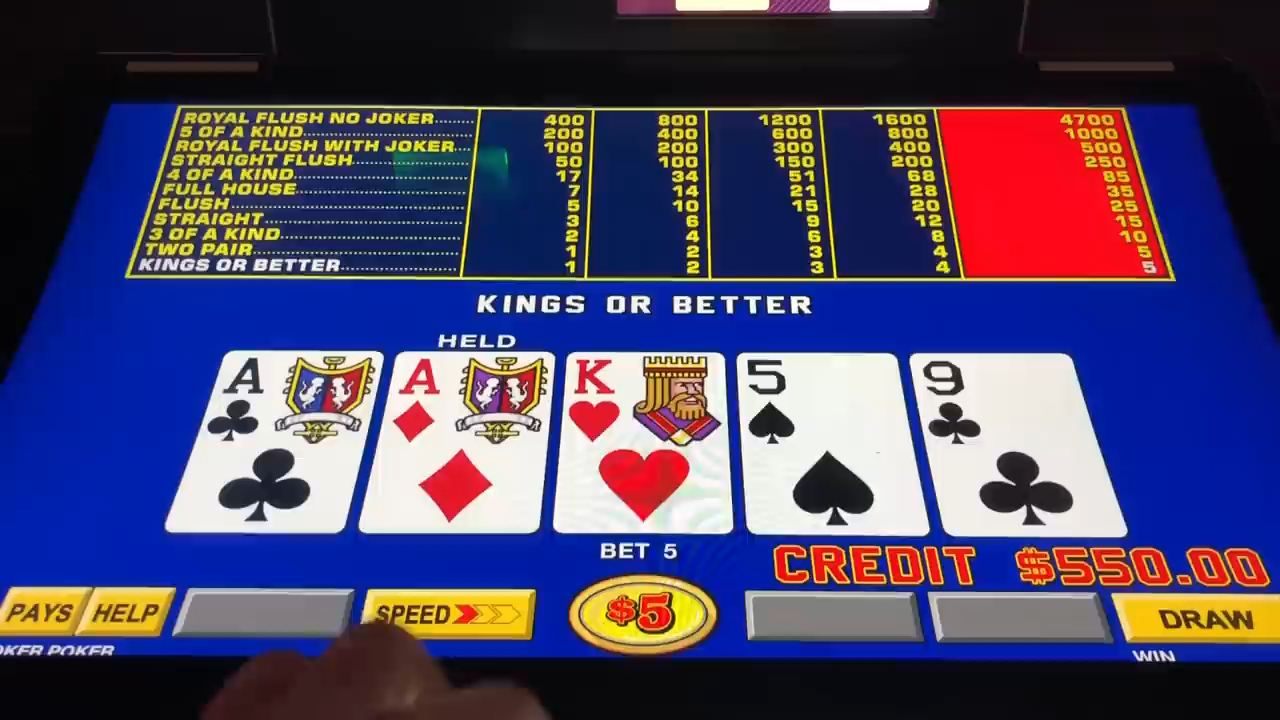 ROYAL FLUSH NO JOKER....... 400 800 1200 1600 4700
5 OF A KIND....................... 200 400 600 800 1000
ROYAL FLUSH WITH JOKER... 100 200 300 400 500
STRAIGHT FLUSH................ 50 100 150 200 250
4 OF A KIND....................... 17 34 51 68 85
FULL HOUSE....................... 7 14 21 28 35
FLUSH................................ 5 10 15 20 25
STRAIGHT........................... 3 6 9 12 15
3 OF A KIND....................... 2 4 6 8 10
TWO PAIR........................... 1 2 3 4 5
KINGS OR BETTER............... 1 2 3 4 5
KINGS OR BETTER
HELD
A A K 5 9
BET 5
CREDIT $550.00
PAYS HELP SPEED $5 DRAW
OKER POKER WIN